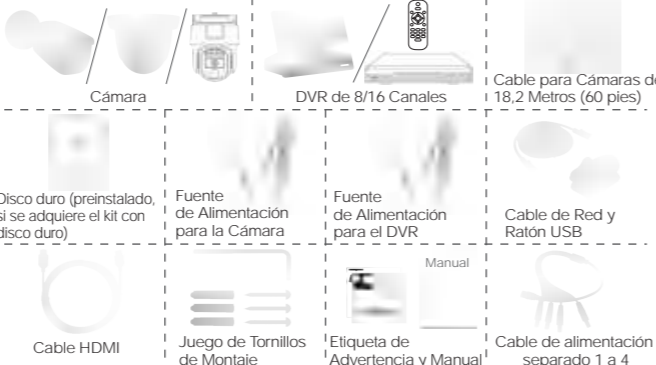 Cámara
DVR de 8/16 Canales
Cable para Cámaras de
18,2 Metros (60 pies)
Disco duro (preinstalado,
si se adquiere el kit con
disco duro)
Fuente
de Alimentación
para la Cámara
Fuente
de Alimentación
para el DVR
Cable de Red y
Ratón USB
Cable HDMI
Juego de Tornillos
de Montaje
Manual
Etiqueta de
Advertencia y Manual
Cable de alimentación
separado 1 a 4